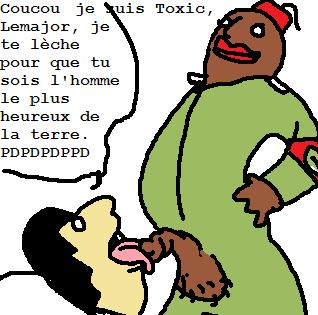 Coucou je suis Toxic,
Lemajor, je
te lèche
pour que tu
sois l'homme
le plus
heureux de
la terre.
PDPDPDPPD